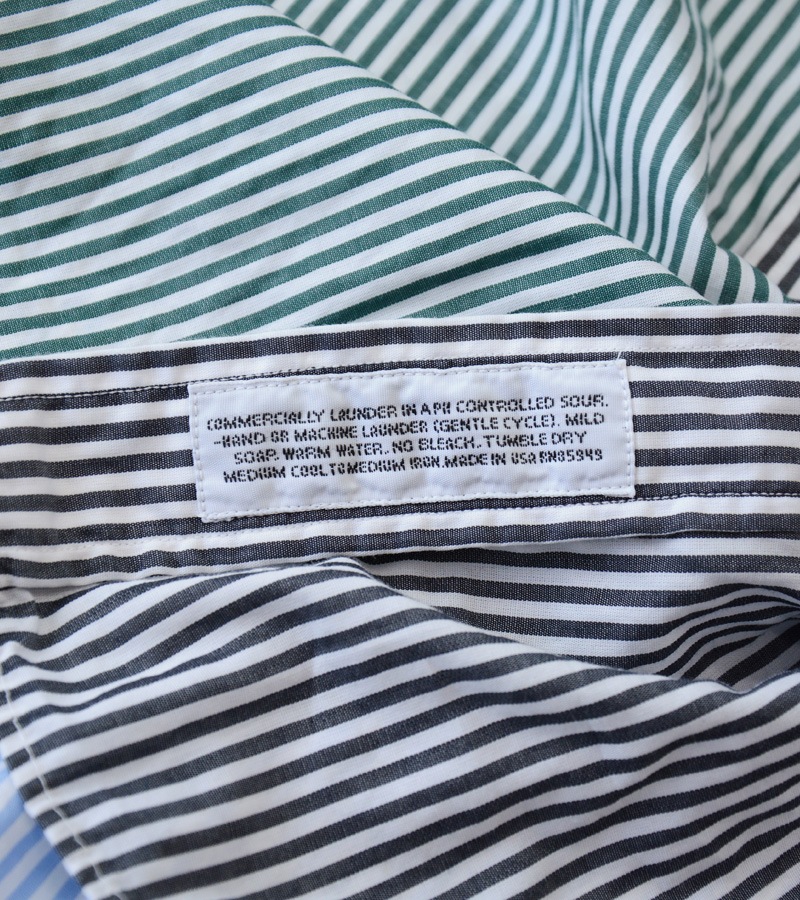 COMMERCIALLY LAUNDER IN A PH CONTROLLED SOUR.
-HAND OR MACHINE LAUNDER (GENTLE CYCLE). MILD
SOAP. WARM WATER. NO BLEACH. TUMBLE DRY
MEDIUM COOL TO MEDIUM IRON. MADE IN USA RN85949